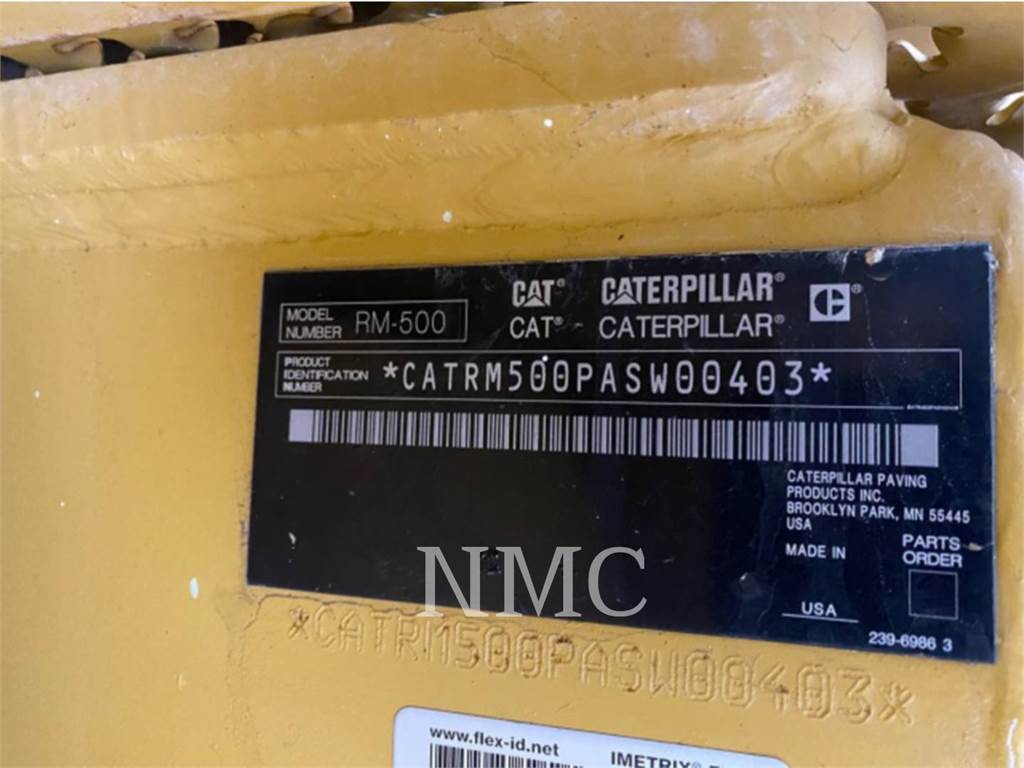 CAT® CATERPILLAR®
MODEL NUMBER RM-500
CAT® - CATERPILLAR®
PRODUCT IDENTIFICATION NUMBER
*CATRM500PASW00403*
CATERPILLAR PAVING
PRODUCTS INC.
BROOKLYN PARK, MN 55445
USA
MADE IN
USA
PARTS
ORDER
239-6986 3
NMC
*CATRM500PASW00403*
www.flex-id.net
IMETRIX®